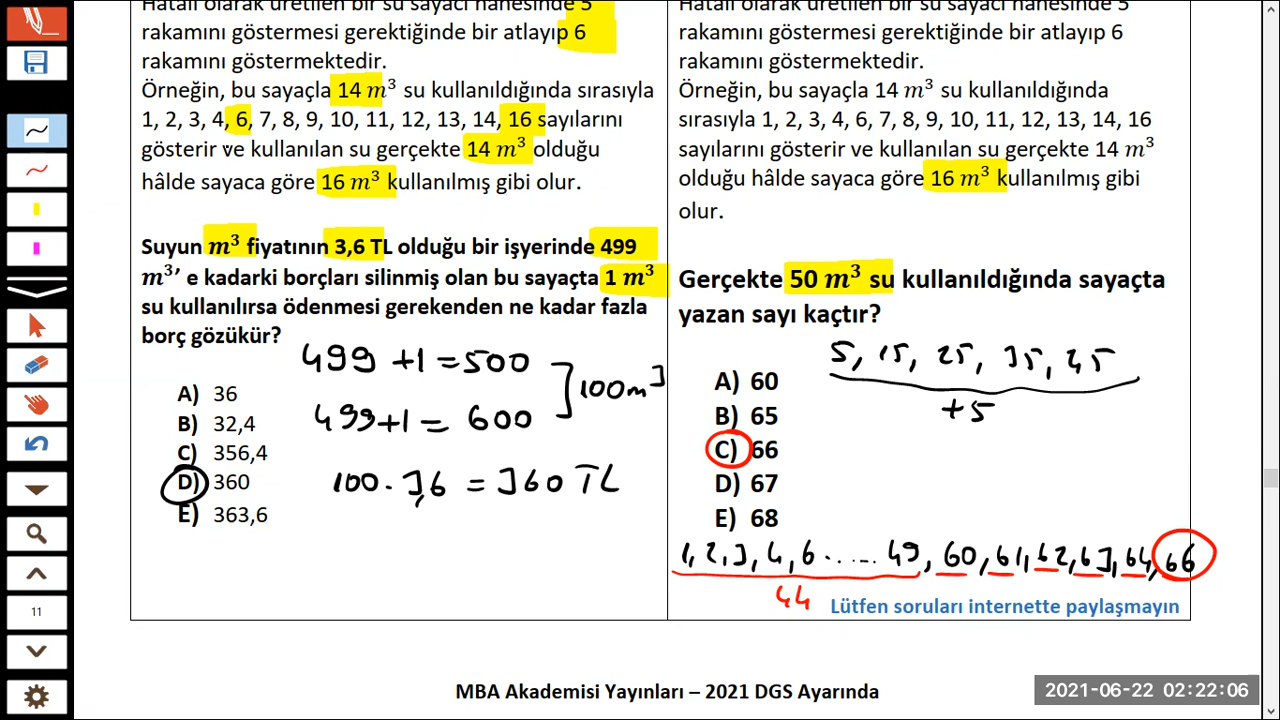 Hatalı olarak üretilen bir su sayacı hanesinde 5
rakamını göstermesi gerektiğinde bir atlayıp 6
rakamını göstermektedir.
Örneğin, bu sayaçla 14 m³ su kullanıldığında sırasıyla
1, 2, 3, 4, 6, 7, 8, 9, 10, 11, 12, 13, 14, 16 sayılarını
gösterir ve kullanılan su gerçekte 14 m³ olduğu
hâlde sayaca göre 16 m³ kullanılmış gibi olur.
Suyun m³ fiyatının 3,6 TL olduğu bir işyerinde 499
m³' e kadarki borçları silinmiş olan bu sayaçta 1 m³
su kullanılırsa ödenmesi gerekenden ne kadar fazla
borç gözükür?
499 +1 = 500
499+1 = 600
100m³
100 . 3,6 = 360 TL
A) 36
B) 32,4
C) 356,4
D) 360
E) 363,6
Hatalı olarak üretilen bir su sayacı hanesinde 5
rakamını göstermesi gerektiğinde bir atlayıp 6
rakamını göstermektedir.
Örneğin, bu sayaçla 14 m³ su kullanıldığında
sırasıyla 1, 2, 3, 4, 6, 7, 8, 9, 10, 11, 12, 13, 14, 16
sayılarını gösterir ve kullanılan su gerçekte 14 m³
olduğu hâlde sayaca göre 16 m³ kullanılmış gibi
olur.
Gerçekte 50 m³ su kullanıldığında sayaçta
yazan sayı kaçtır?
5, 15, 25, 35, 45
+5
A) 60
B) 65
C) 66
D) 67
E) 68
1, 2, 3, 4, 6 ..... 49, 60, 61, 62, 63, 64, 66
44
Lütfen soruları internette paylaşmayın
MBA Akademisi Yayınları – 2021 DGS Ayarında
11
2021-06-22 02:22:06